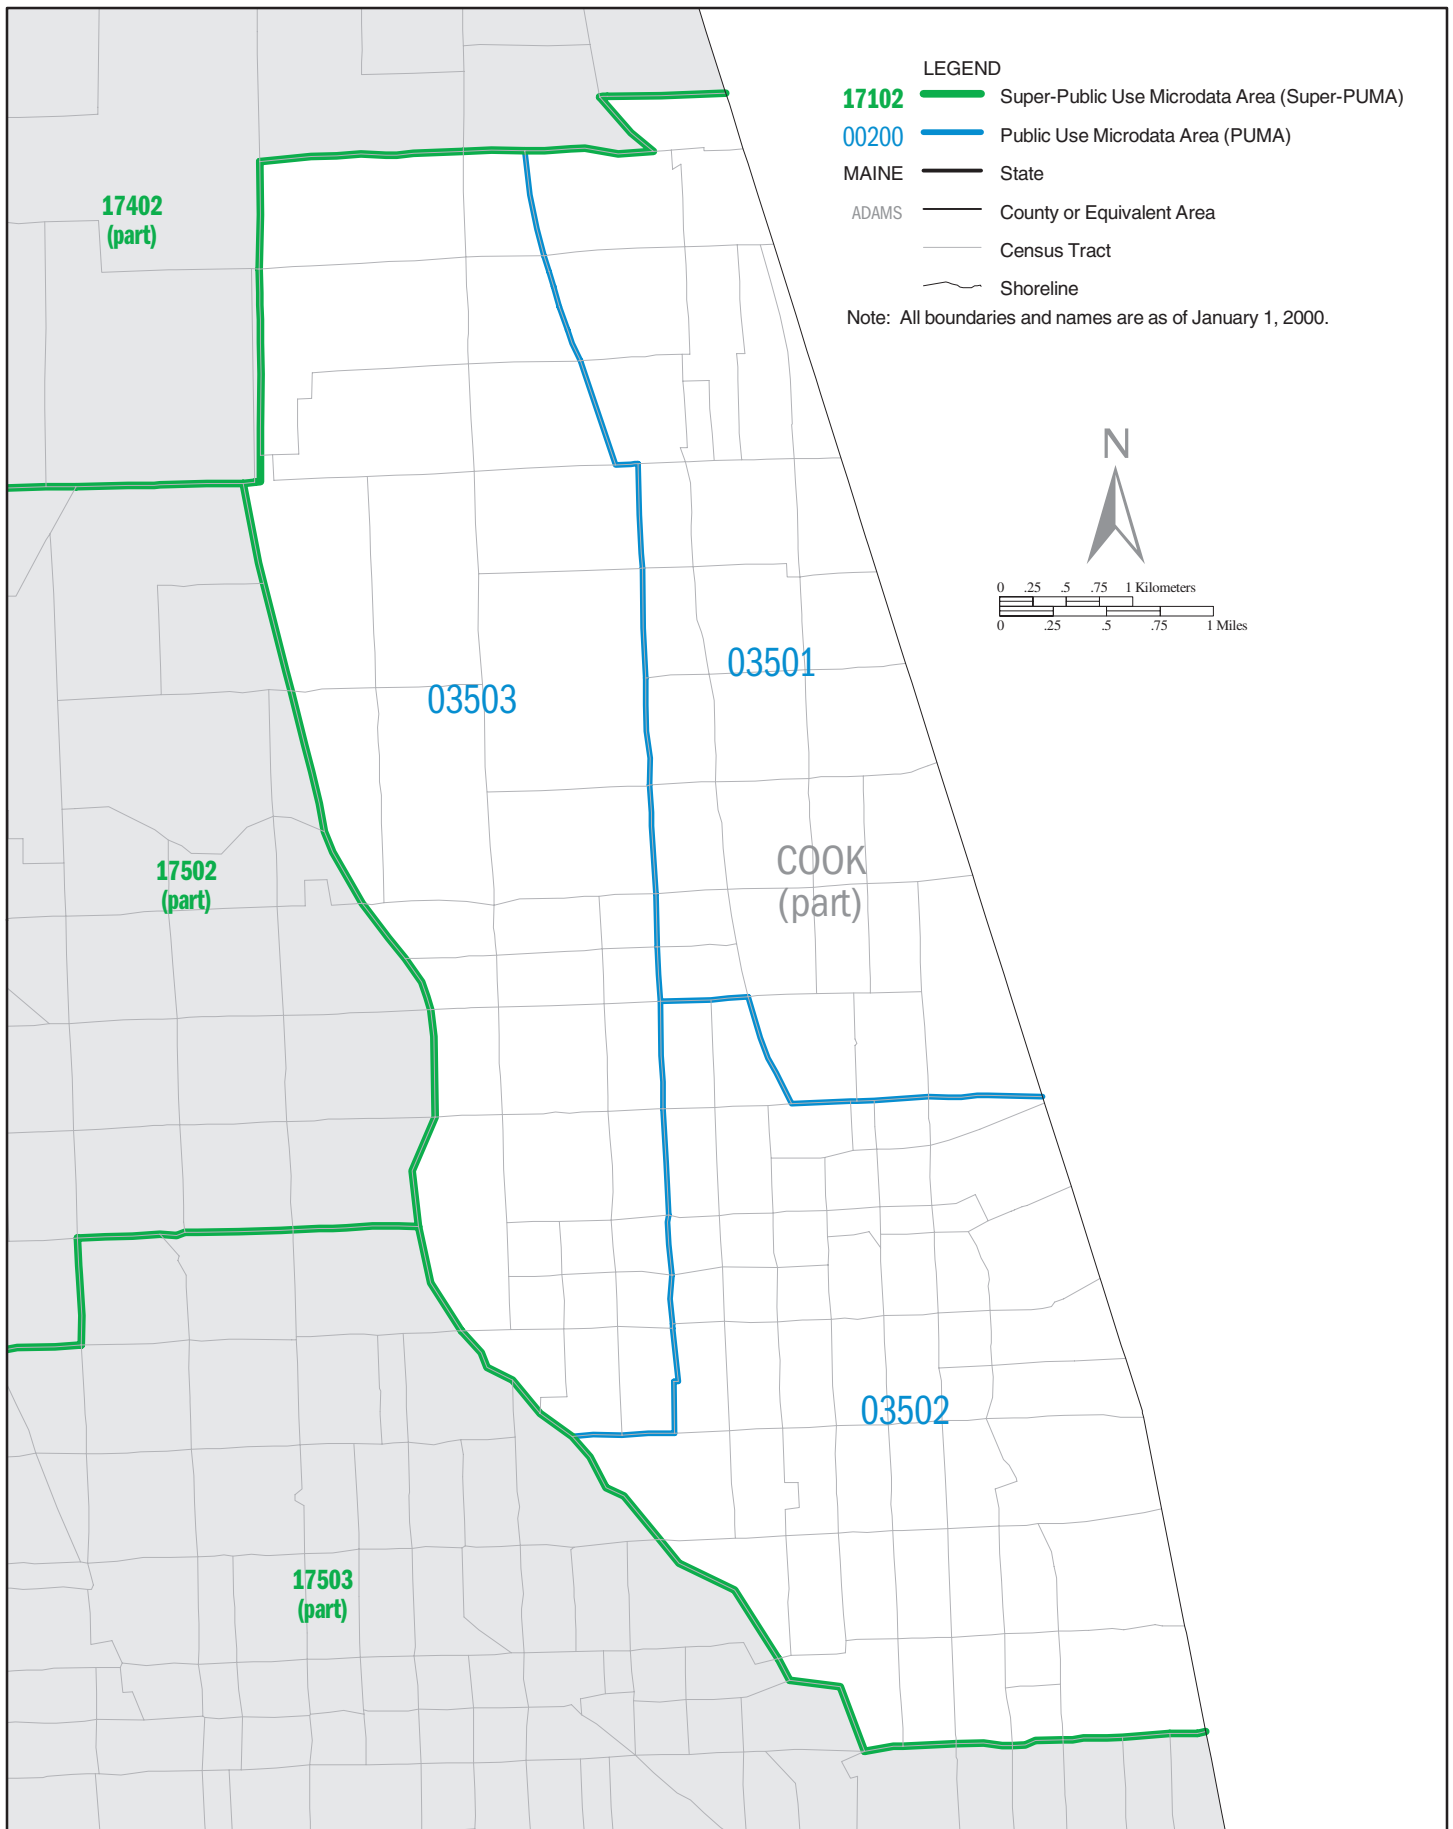 LEGEND
17102 Super-Public Use Microdata Area (Super-PUMA)
00200 Public Use Microdata Area (PUMA)
MAINE State
ADAMS County or Equivalent Area
Census Tract
Shoreline
Note: All boundaries and names are as of January 1, 2000.
17402
(part)
N
0 .25 .5 .75 1 Kilometers
0 .25 .5 .75 1 Miles
03501
03503
COOK
(part)
17502
(part)
03502
17503
(part)